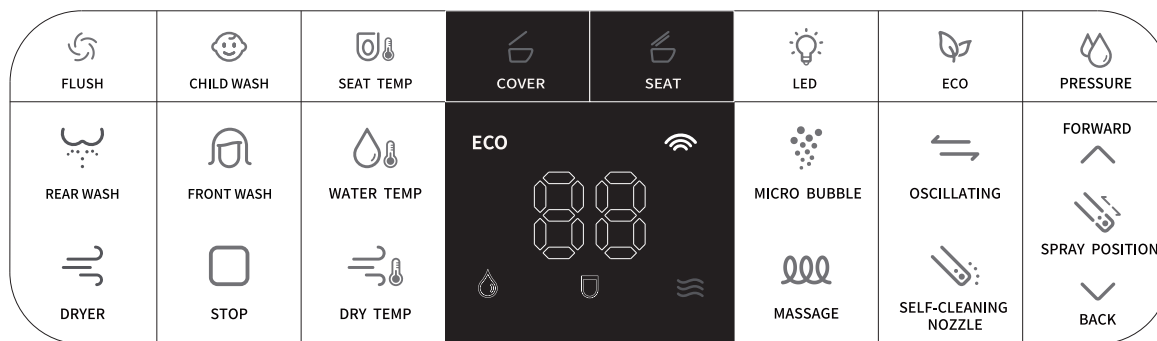 FLUSH
CHILD WASH
SEAT TEMP
COVER
SEAT
LED
ECO
PRESSURE
REAR WASH
FRONT WASH
WATER TEMP
ECO
88
MICRO BUBBLE
OSCILLATING
FORWARD
SPRAY POSITION
BACK
DRYER
STOP
DRY TEMP
MASSAGE
SELF-CLEANING
NOZZLE